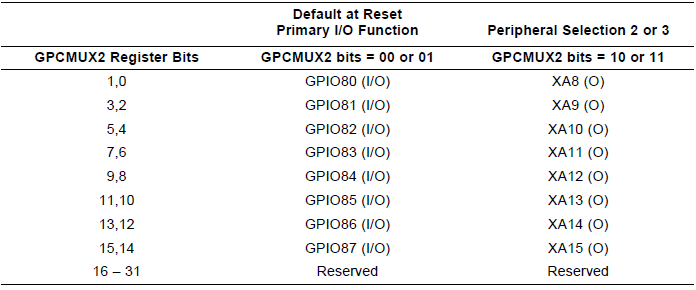 Default at Reset
Primary I/O Function Peripheral Selection 2 or 3
GPCMUX2 Register Bits GPCMUX2 bits = 00 or 01 GPCMUX2 bits = 10 or 11
1,0 GPIO80 (I/O) XA8 (O)
3,2 GPIO81 (I/O) XA9 (O)
5,4 GPIO82 (I/O) XA10 (O)
7,6 GPIO83 (I/O) XA11 (O)
9,8 GPIO84 (I/O) XA12 (O)
11,10 GPIO85 (I/O) XA13 (O)
13,12 GPIO86 (I/O) XA14 (O)
15,14 GPIO87 (I/O) XA15 (O)
16 – 31 Reserved Reserved